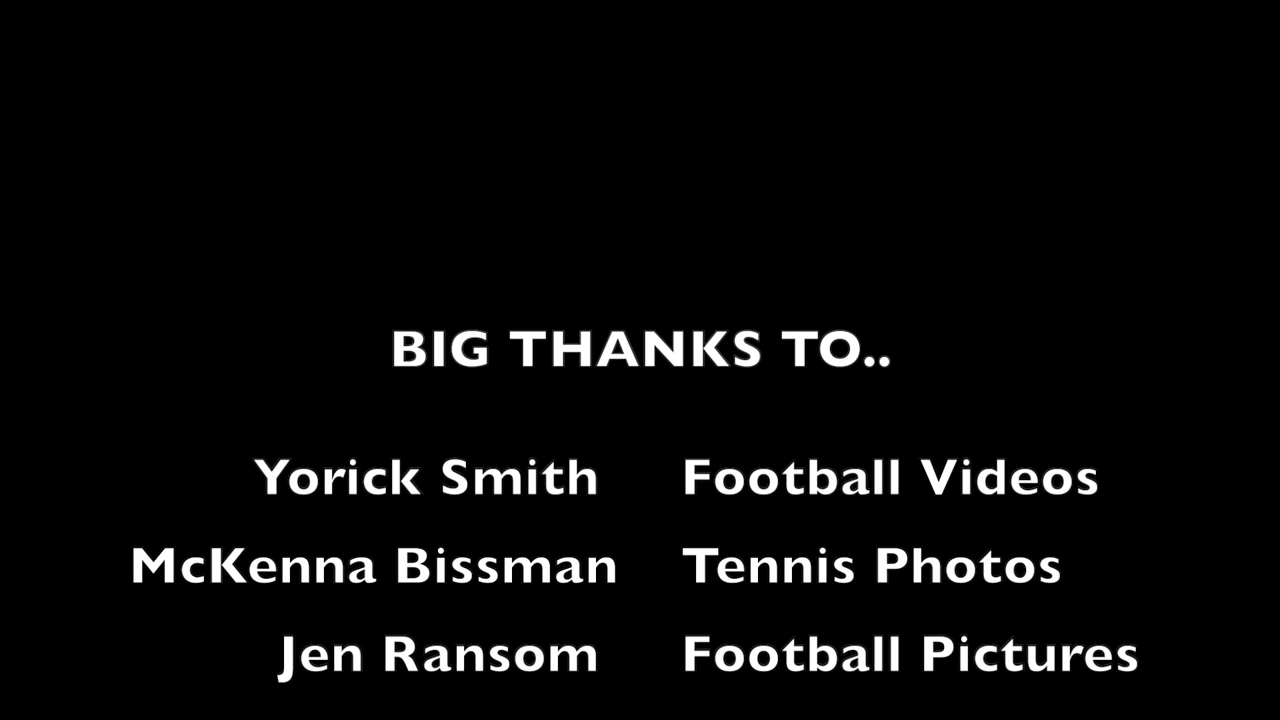 BIG THANKS TO..
Yorick Smith Football Videos
McKenna Bissman Tennis Photos
Jen Ransom Football Pictures